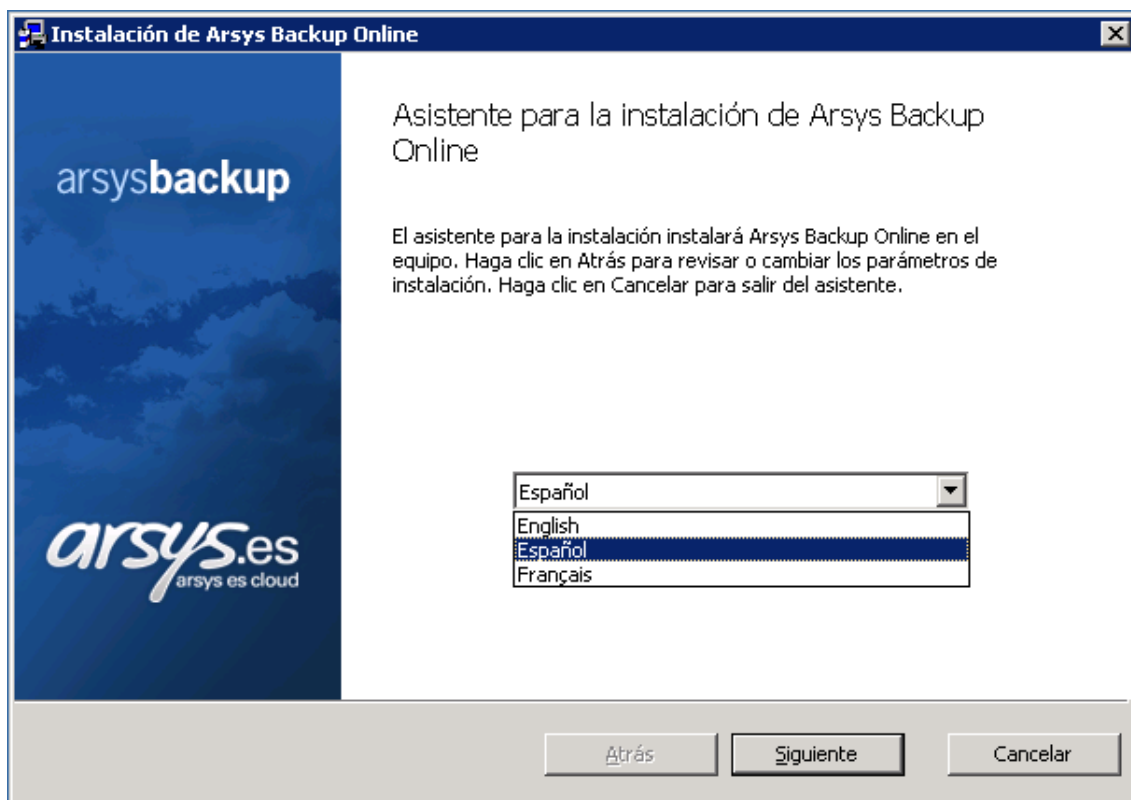 Instalación de Arsys Backup Online
arsysbackup
Asistente para la instalación de Arsys Backup
Online
El asistente para la instalación instalará Arsys Backup Online en el
equipo. Haga clic en Atrás para revisar o cambiar los parámetros de
instalación. Haga clic en Cancelar para salir del asistente.
Español
English
Español
Français
arsys.es
arsys es cloud
Atrás
Siguiente
Cancelar